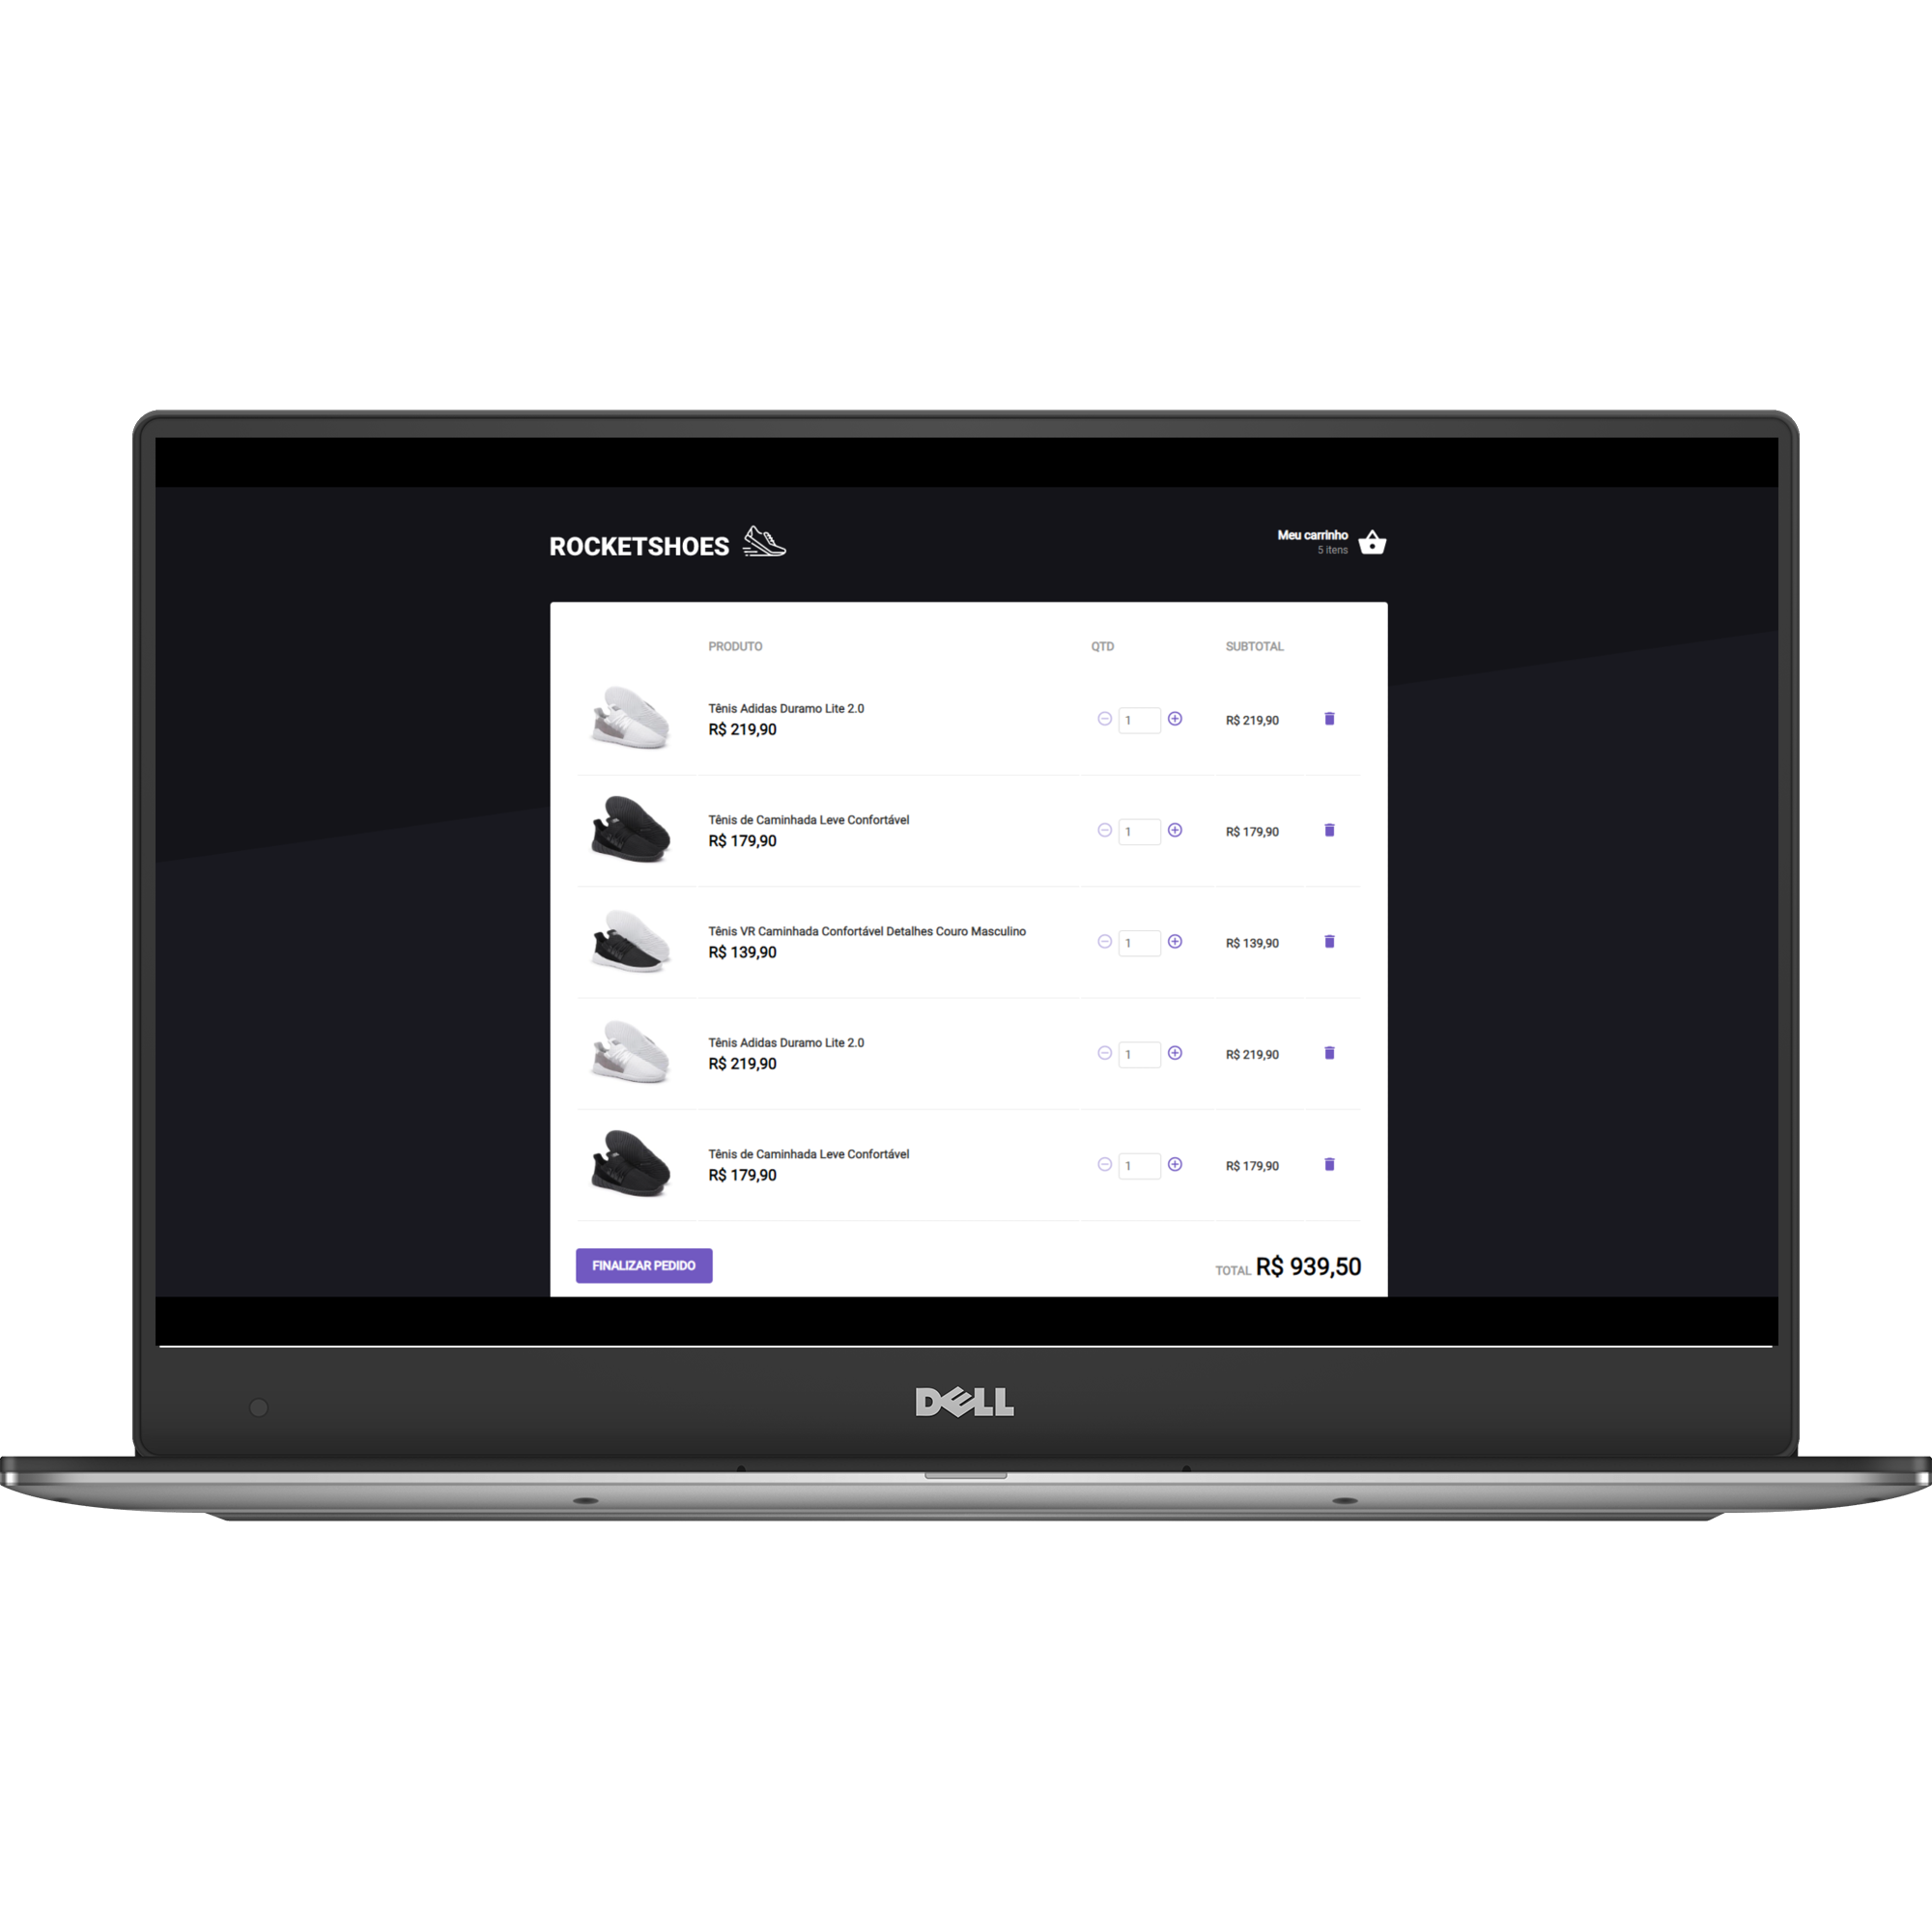 ROCKETSHOES
Meu carrinho
5 itens
PRODUTO QTD SUBTOTAL
Tênis Adidas Duramo Lite 2.0
R$ 219,90
1 R$ 219,90
Tênis de Caminhada Leve Confortável
R$ 179,90
1 R$ 179,90
Tênis VR Caminhada Confortável Detalhes Couro Masculino
R$ 139,90
1 R$ 139,90
Tênis Adidas Duramo Lite 2.0
R$ 219,90
1 R$ 219,90
Tênis de Caminhada Leve Confortável
R$ 179,90
1 R$ 179,90
FINALIZAR PEDIDO
TOTAL R$ 939,50
DELL